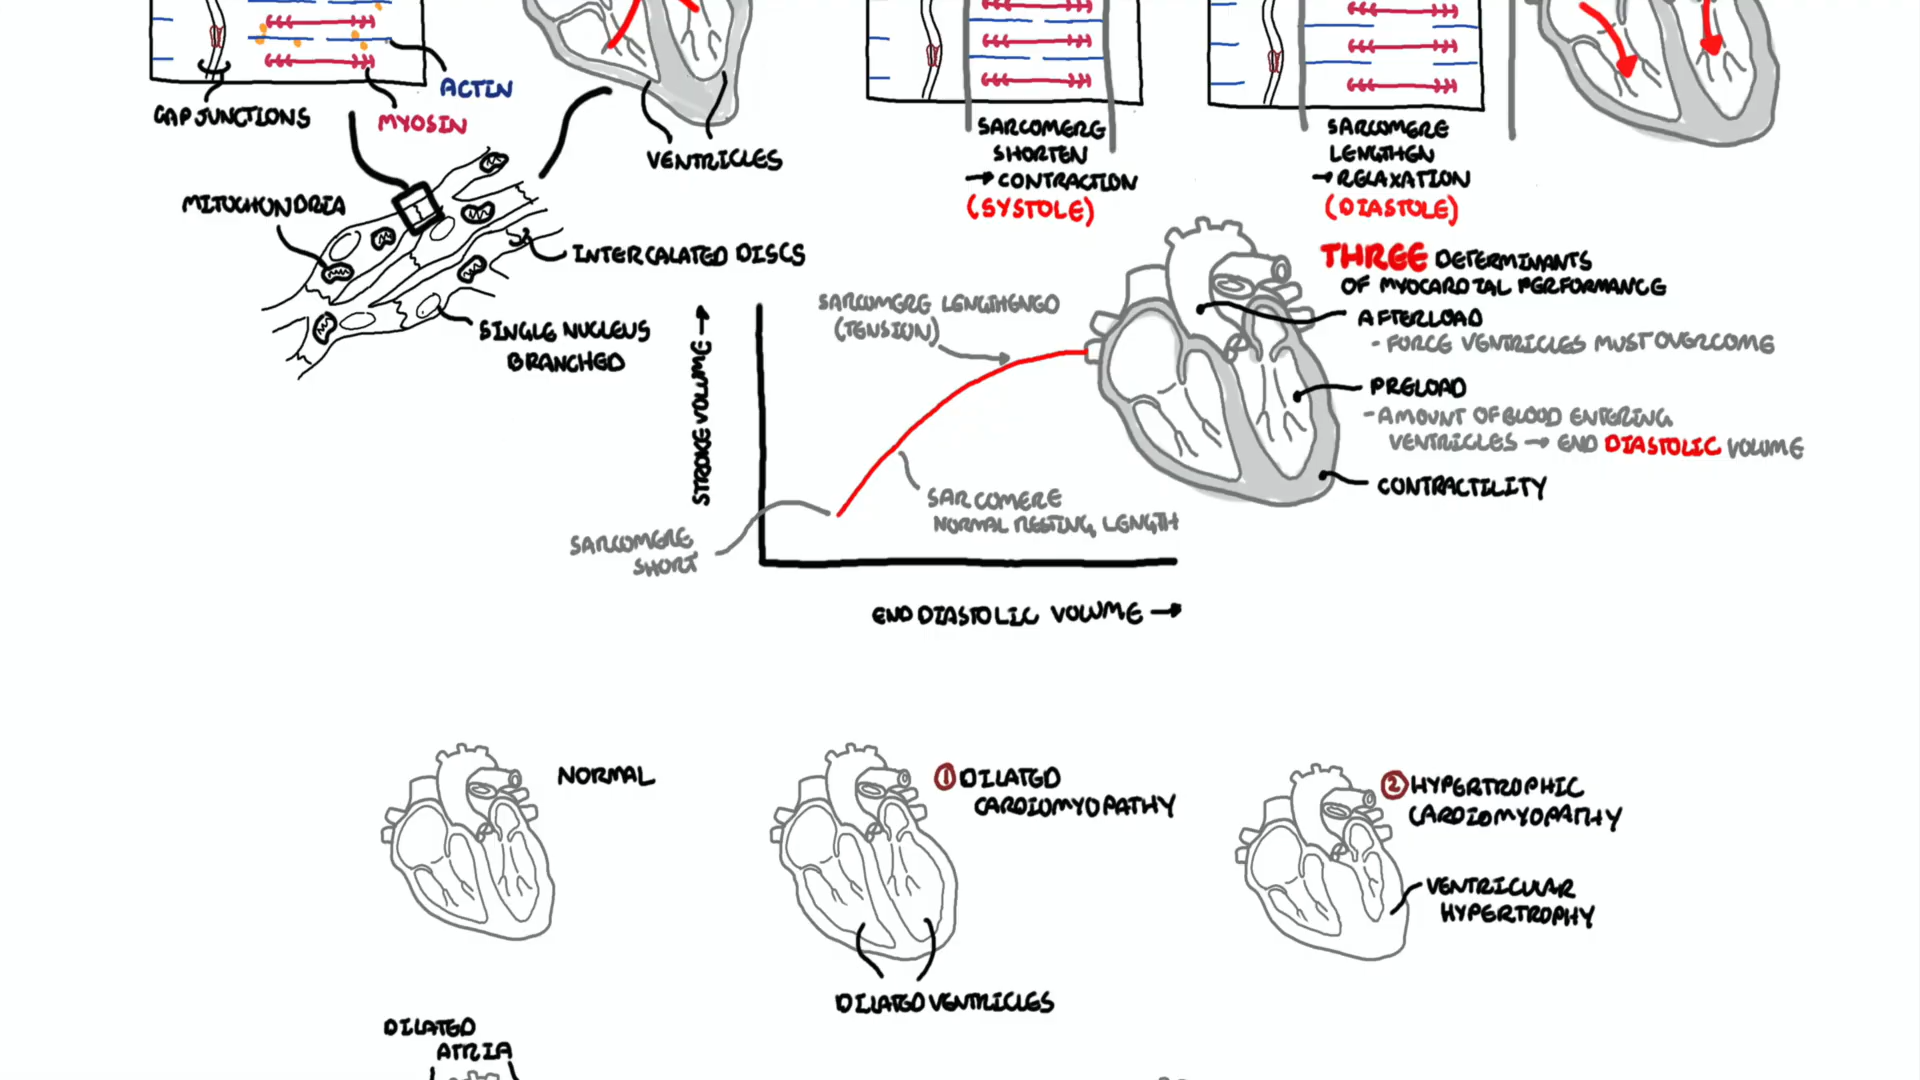 GAP JUNCTIONS
ACTIN
MYOSIN
VENTRICLES
MITOCHONDRIA
INTERCALATED DISCS
SINGLE NUCLEUS
BRANCHED
SARCOMERE
SHORTEN
→ CONTRACTION
(SYSTOLE)
SARCOMERE
LENGTHEN
→ RELAXATION
(DIASTOLE)
THREE DETERMINANTS
OF MYOCARDIAL PERFORMANCE
AFTERLOAD
- FORCE VENTRICLES MUST OVERCOME
PRELOAD
- AMOUNT OF BLOOD ENTERING
VENTRICLES → END DIASTOLIC VOLUME
CONTRACTILITY
SARCOMERE LENGTHENED
(TENSION)
STROKE VOLUME →
SARCOMERE
NORMAL RESTING LENGTH
SARCOMERE
SHORT
END DIASTOLIC VOLUME →
NORMAL
① DILATED
CARDIOMYOPATHY
DILATED VENTRICLES
② HYPERTROPHIC
CARDIOMYOPATHY
VENTRICULAR
HYPERTROPHY
DILATED
ATRIA